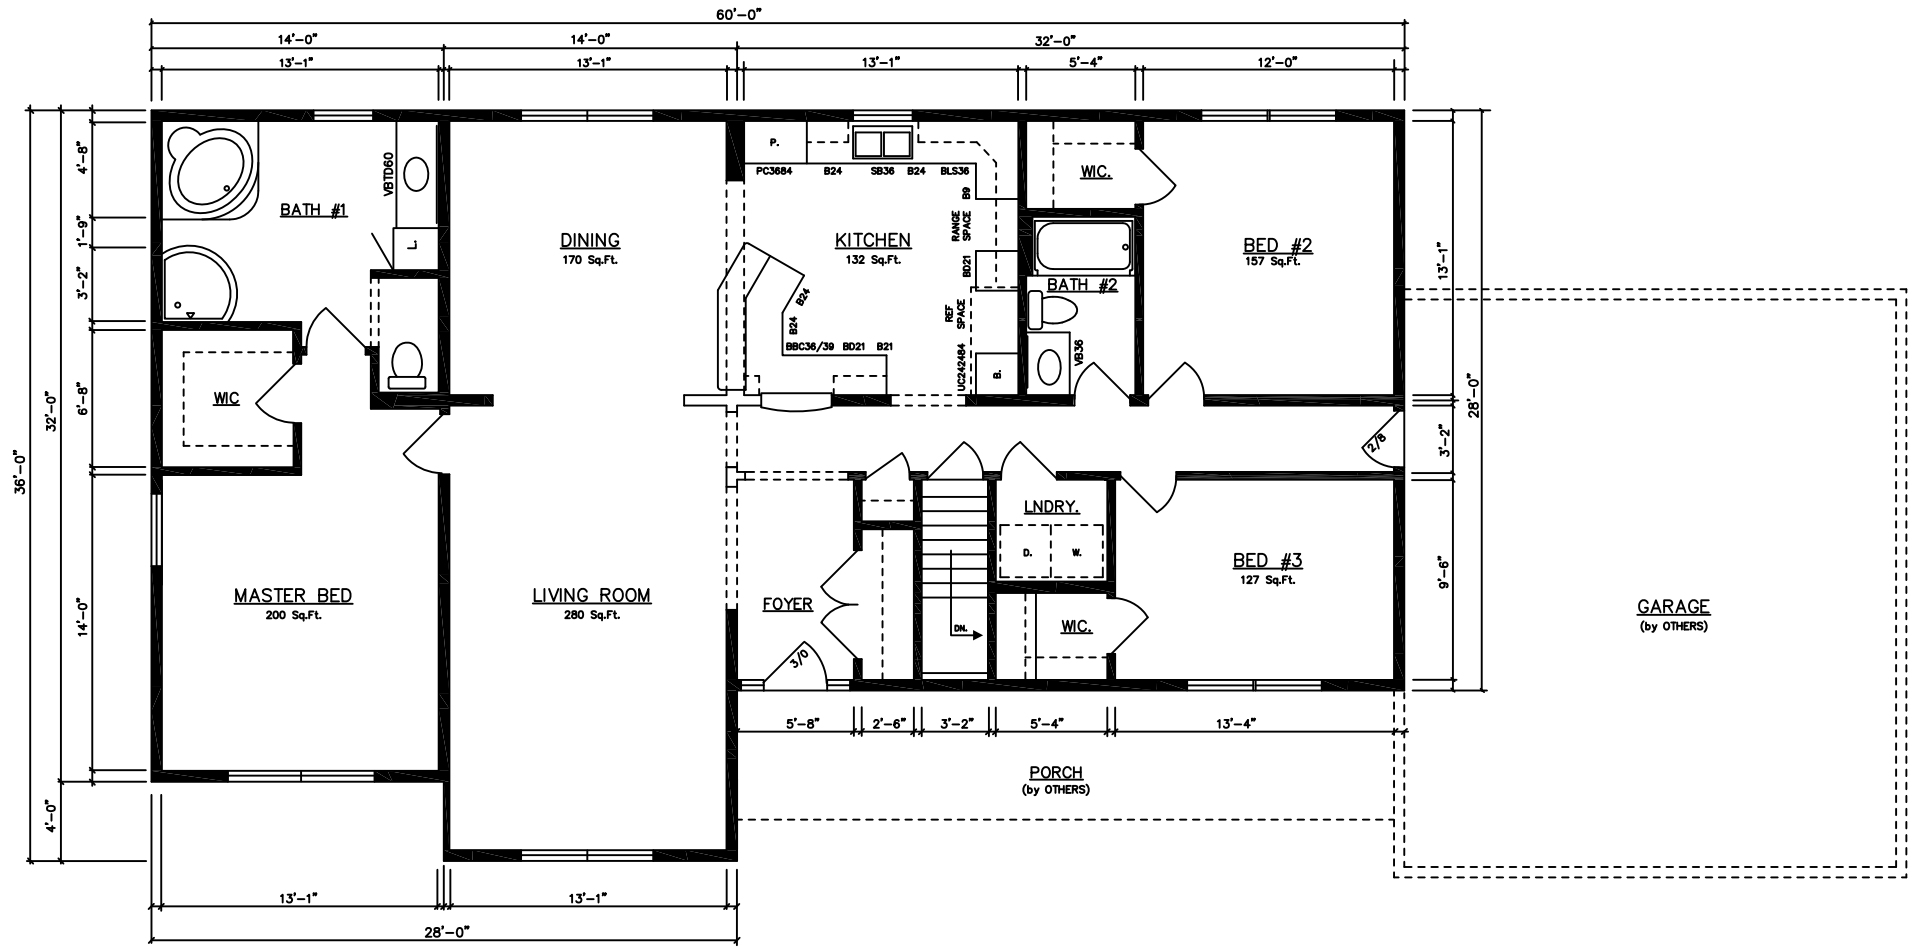 60'-0"
14'-0" 14'-0" 32'-0"
13'-1" 13'-1" 13'-1" 5'-4" 12'-0"
36'-0"
32'-0"
4'-0"
4'-8"
1'-9"
3'-2"
6'-8"
14'-0"
BATH #1
VBTD60
L.
DINING
170 Sq.Ft.
P.
PC3684 B24 SB36 B24 BLS36
B9
RANGE
SPACE
BD21
KITCHEN
132 Sq.Ft.
REF
SPACE
UC242484
B.
B24
B24
BBC36/39 BD21 B21
WIC.
BATH #2
VB36
BED #2
157 Sq.Ft.
WIC
MASTER BED
200 Sq.Ft.
LIVING ROOM
280 Sq.Ft.
FOYER
3/0
DN.
LNDRY.
D. W.
WIC.
BED #3
127 Sq.Ft.
2/8
13'-1"
3'-2"
9'-6"
28'-0"
GARAGE
(by OTHERS)
5'-8" 2'-6" 3'-2" 5'-4" 13'-4"
PORCH
(by OTHERS)
13'-1" 13'-1"
28'-0"